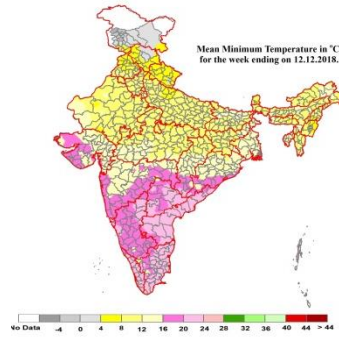 Mean Minimum Temperature in °C
for the week ending on 12.12.2018.
No Data -4 0 4 8 12 16 20 24 28 32 36 40 44 > 44